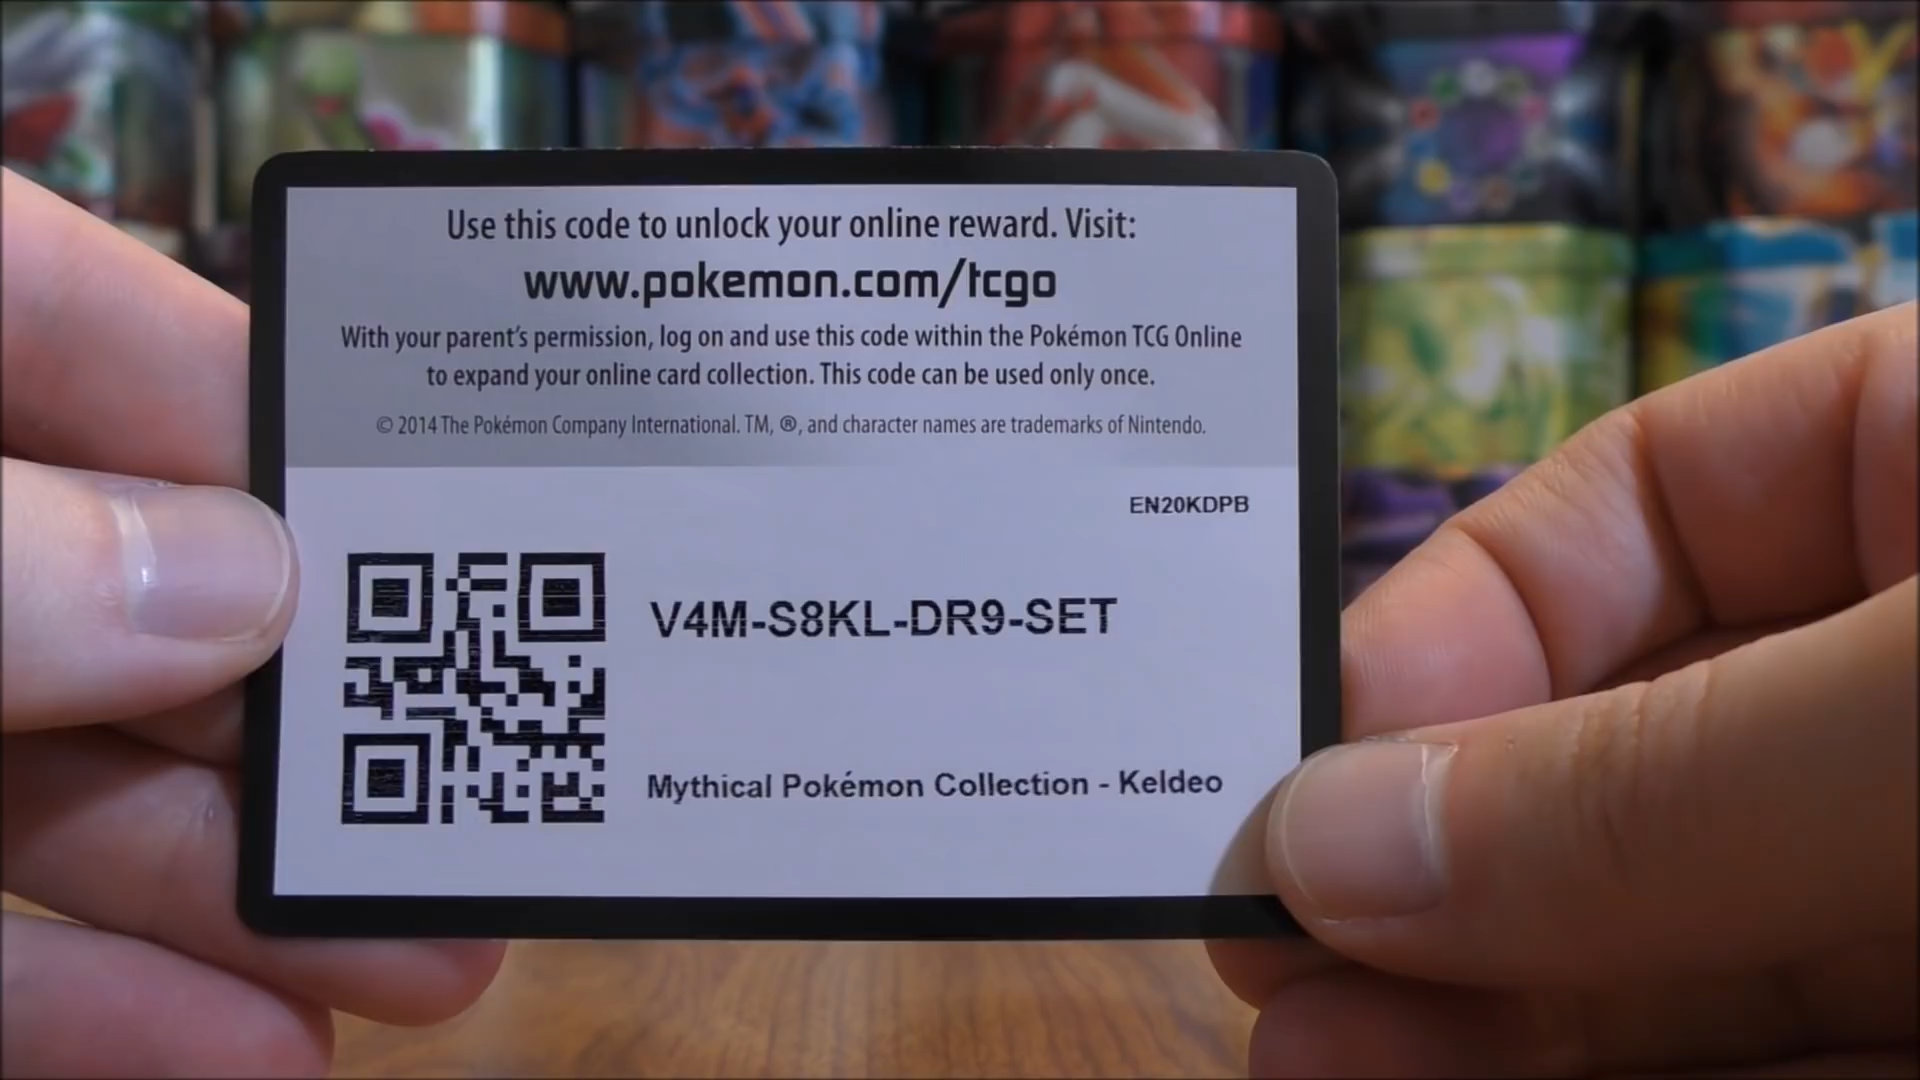 Use this code to unlock your online reward. Visit:
www.pokemon.com/tcgo
With your parent's permission, log on and use this code within the Pokémon TCG Online
to expand your online card collection. This code can be used only once.
© 2014 The Pokémon Company International. TM, ®, and character names are trademarks of Nintendo.
EN20KDPB
V4M-S8KL-DR9-SET
Mythical Pokémon Collection - Keldeo